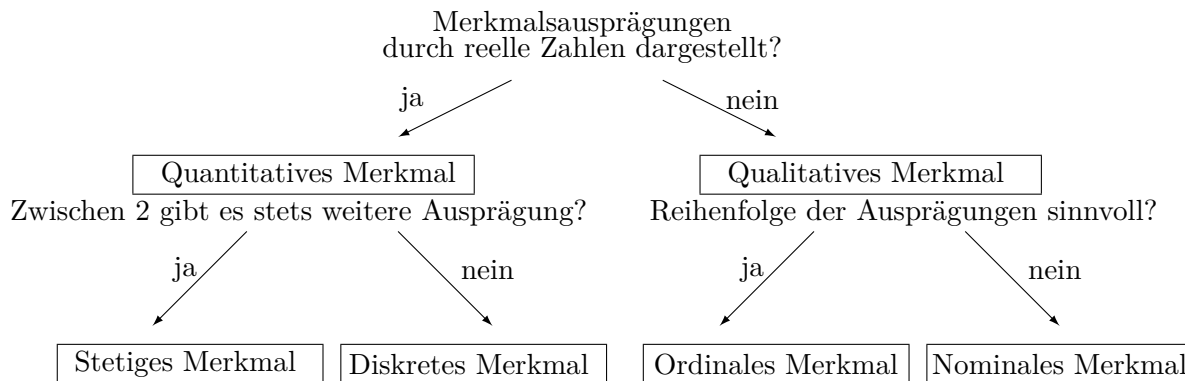 Merkmalsausprägungen
durch reelle Zahlen dargestellt?
ja
nein
Quantitatives Merkmal
Qualitatives Merkmal
Zwischen 2 gibt es stets weitere Ausprägung?
Reihenfolge der Ausprägungen sinnvoll?
ja
nein
ja
nein
Stetiges Merkmal
Diskretes Merkmal
Ordinales Merkmal
Nominales Merkmal